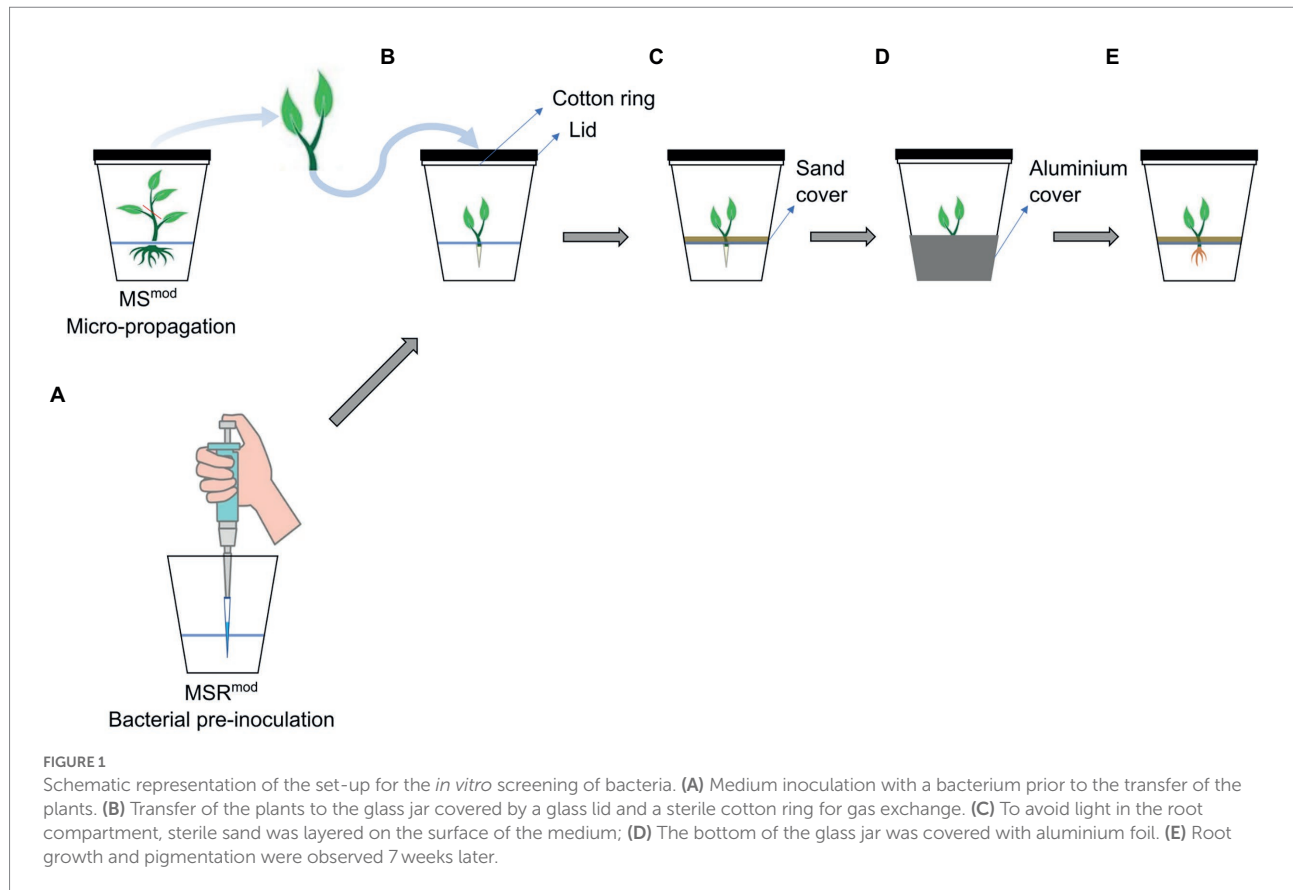 B
C
D
E
Cotton ring
Lid
Sand
cover
Aluminium
cover
MSmod
Micro-propagation
A
MSRmod
Bacterial pre-inoculation
FIGURE 1
Schematic representation of the set-up for the in vitro screening of bacteria. (A) Medium inoculation with a bacterium prior to the transfer of the
plants. (B) Transfer of the plants to the glass jar covered by a glass lid and a sterile cotton ring for gas exchange. (C) To avoid light in the root
compartment, sterile sand was layered on the surface of the medium; (D) The bottom of the glass jar was covered with aluminium foil. (E) Root
growth and pigmentation were observed 7 weeks later.